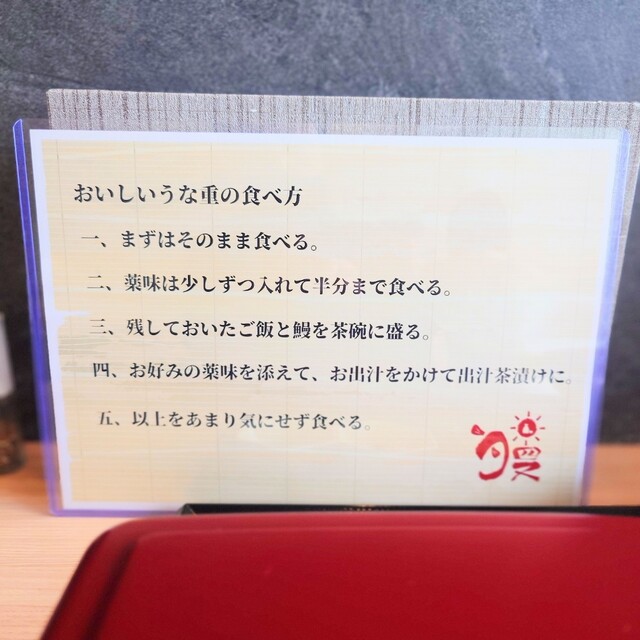 おいしいうな重の食べ方
一、まずはそのまま食べる。
二、薬味は少しずつ入れて半分まで食べる。
三、残しておいたご飯と鰻を茶碗に盛る。
四、お好みの薬味を添えて、お出汁をかけて出汁茶漬けに。
五、以上をあまり気にせず食べる。